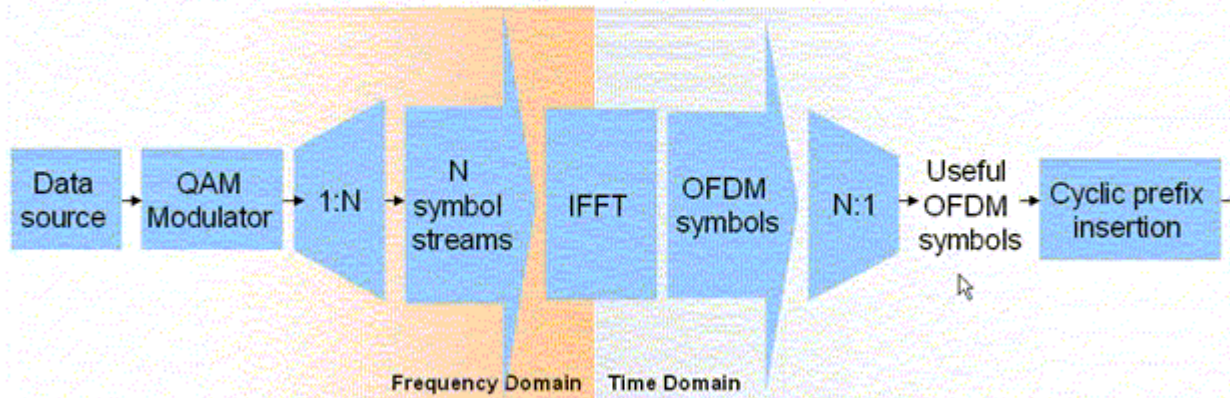 Data
source
QAM
Modulator
1:N
N
symbol
streams
IFFT
OFDM
symbols
N:1
Useful
OFDM
symbols
Cyclic prefix
insertion
Frequency Domain
Time Domain